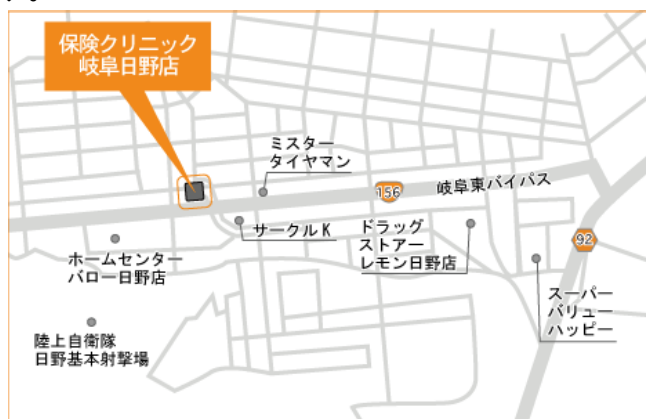 保険クリニック
岐阜日野店
ミスター
タイヤマン
156
岐阜東バイパス
サークルK
ドラッグ
ストアー
レモン日野店
92
ホームセンター
バロー日野店
スーパー
バリュー
ハッピー
陸上自衛隊
日野基本射撃場